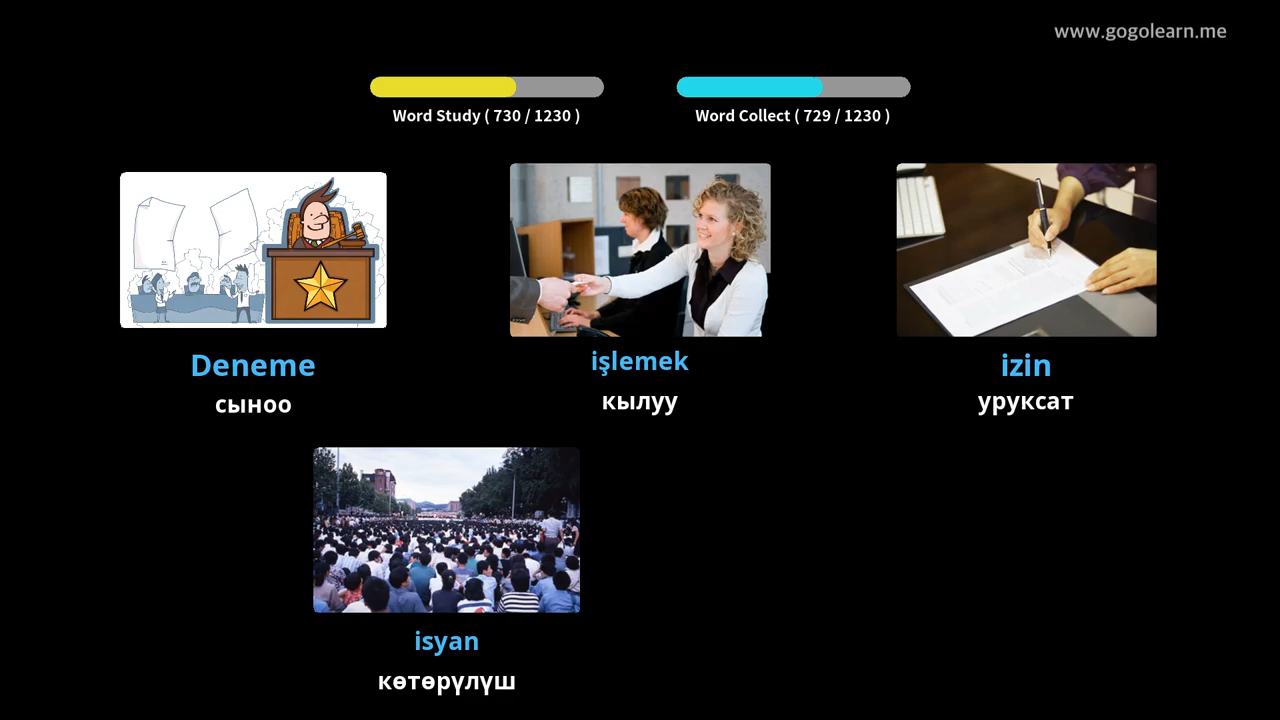 www.gogolearn.me
Word Study ( 730 / 1230 )
Word Collect ( 729 / 1230 )
Deneme
сыноо
işlemek
кылуу
izin
уруксат
isyan
көтөрүлүш